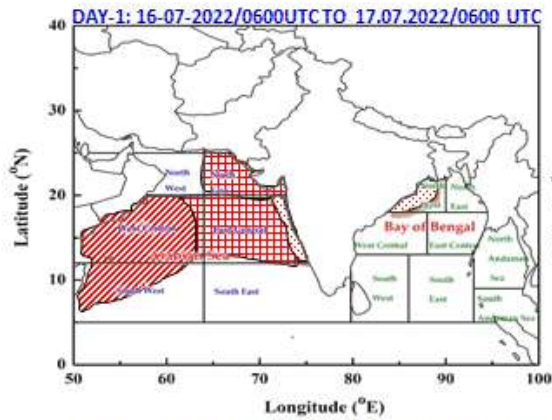 DAY-1: 16-07-2022/0600UTC TO 17.07.2022/0600 UTC
40
30
20
10
0
Latitude (°N)
North
West
North
East
West Central
East Central
Arabian Sea
South West
South East
North
East
Bay of Bengal
West Central
East Central
North
Andaman
Sea
South
West
South
East
South
Andaman Sea
50
60
70
80
90
100
Longitude (°E)